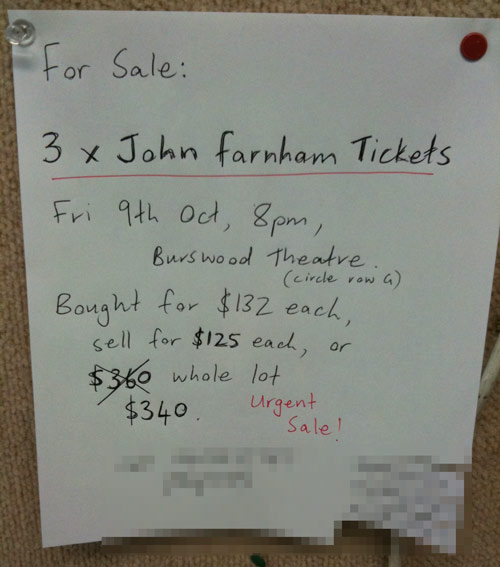 For Sale:
3 x John Farnham Tickets
Fri 9th Oct, 8pm,
Burswood Theatre.
(circle row G)
Bought for $132 each,
sell for $125 each, or
$360 whole lot
$340.
Urgent
Sale!